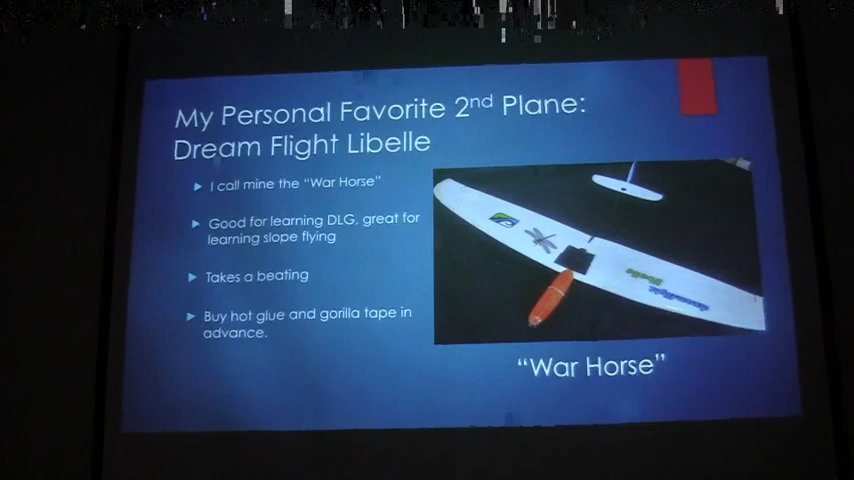 My Personal Favorite 2nd Plane:
Dream Flight Libelle
I call mine the “War Horse”
Good for learning DLG, great for
learning slope flying
Takes a beating
Buy hot glue and gorilla tape in
advance.
“War Horse”